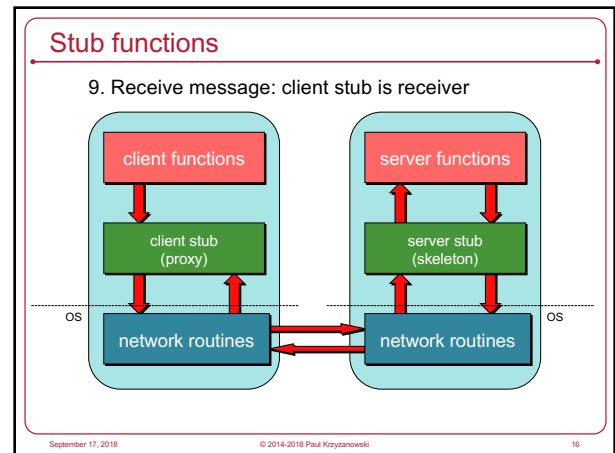 Stub functions
9. Receive message: client stub is receiver
client functions
server functions
client stub
(proxy)
server stub
(skeleton)
OS
OS
network routines
network routines
September 17, 2018
© 2014-2018 Paul Krzyzanowski
16